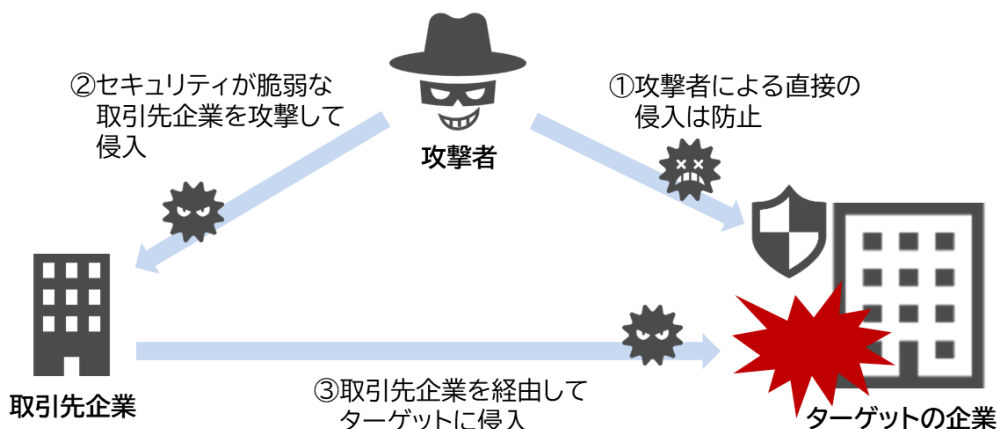 ②セキュリティが脆弱な
取引先企業を攻撃して
侵入
①攻撃者による直接の
侵入は防止
攻撃者
取引先企業
③取引先企業を経由して
ターゲットに侵入
ターゲットの企業